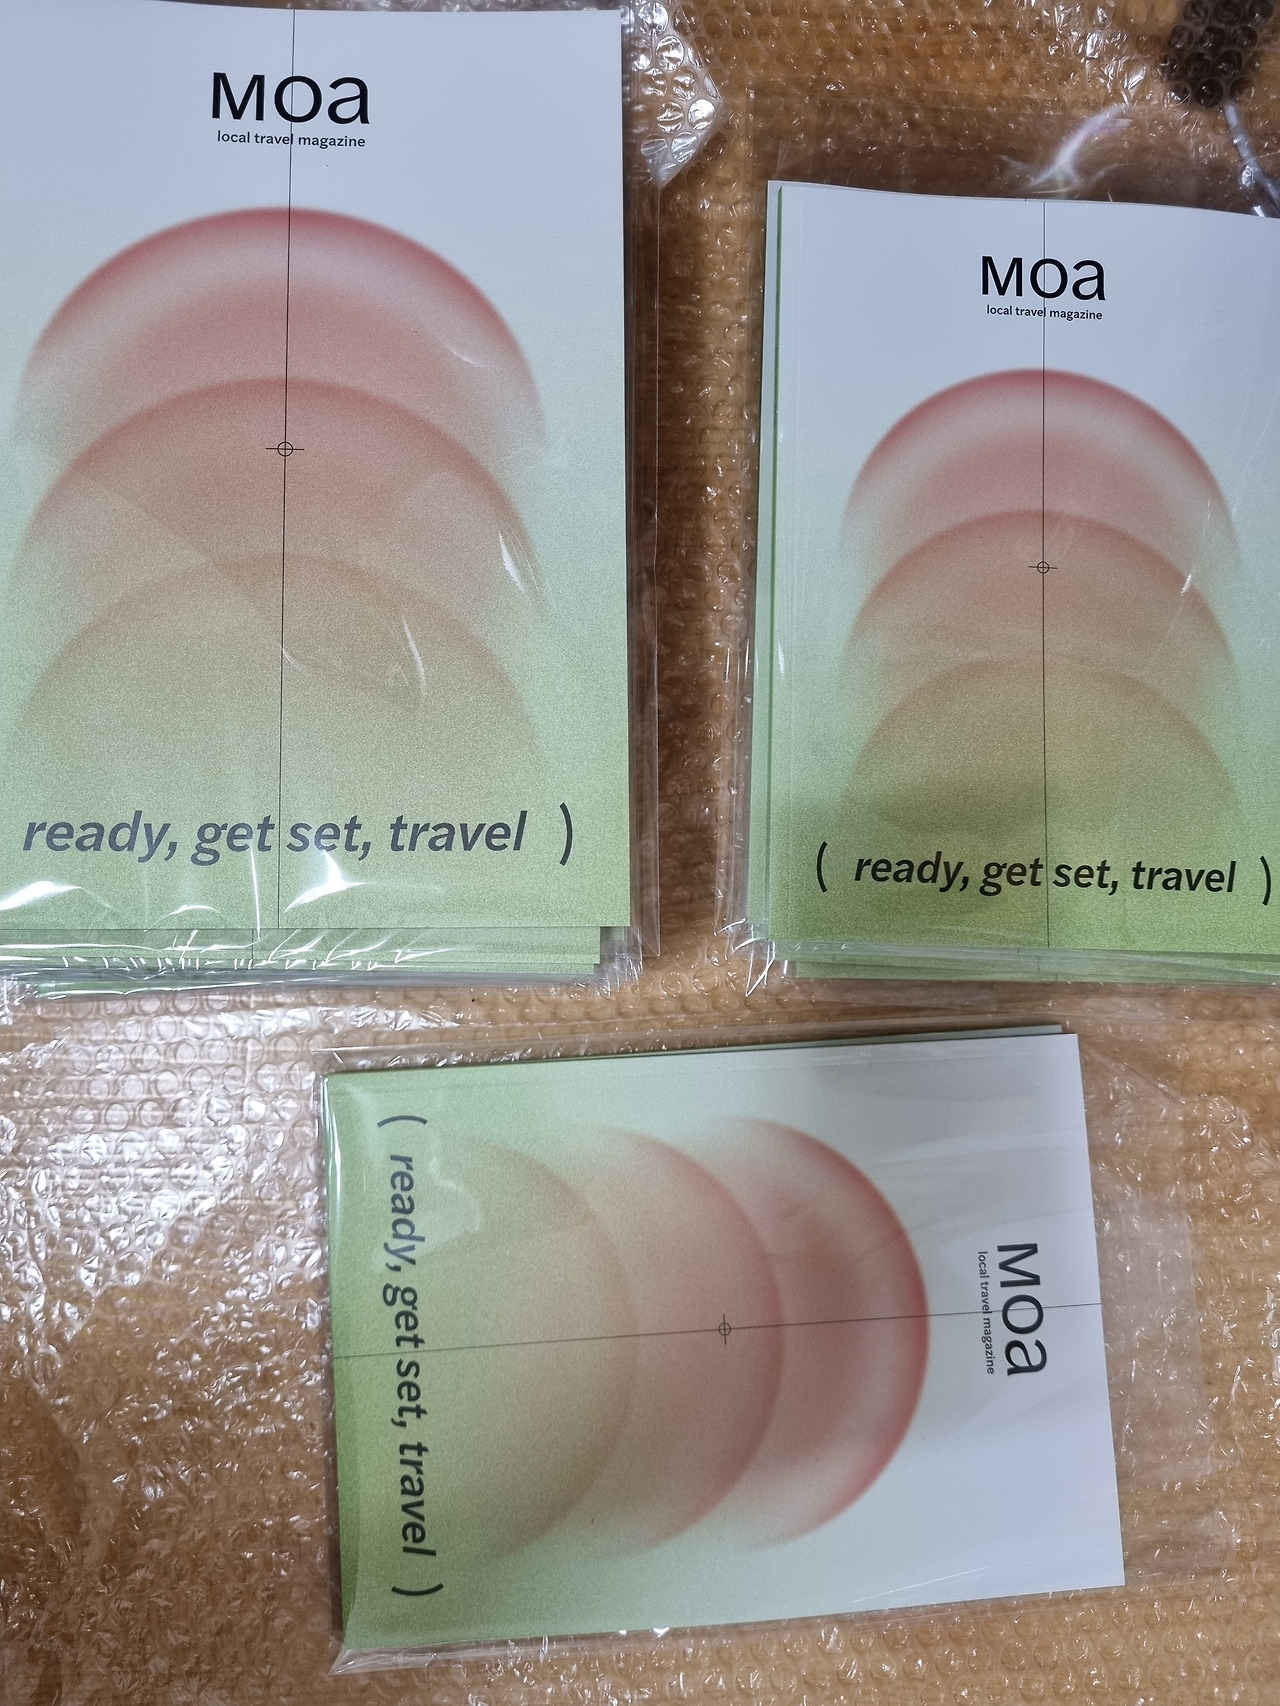 Moa
local travel magazine
ready, get set, travel )
Moa
local travel magazine
( ready, get set, travel )
Moa
local travel magazine
( ready, get set, travel )